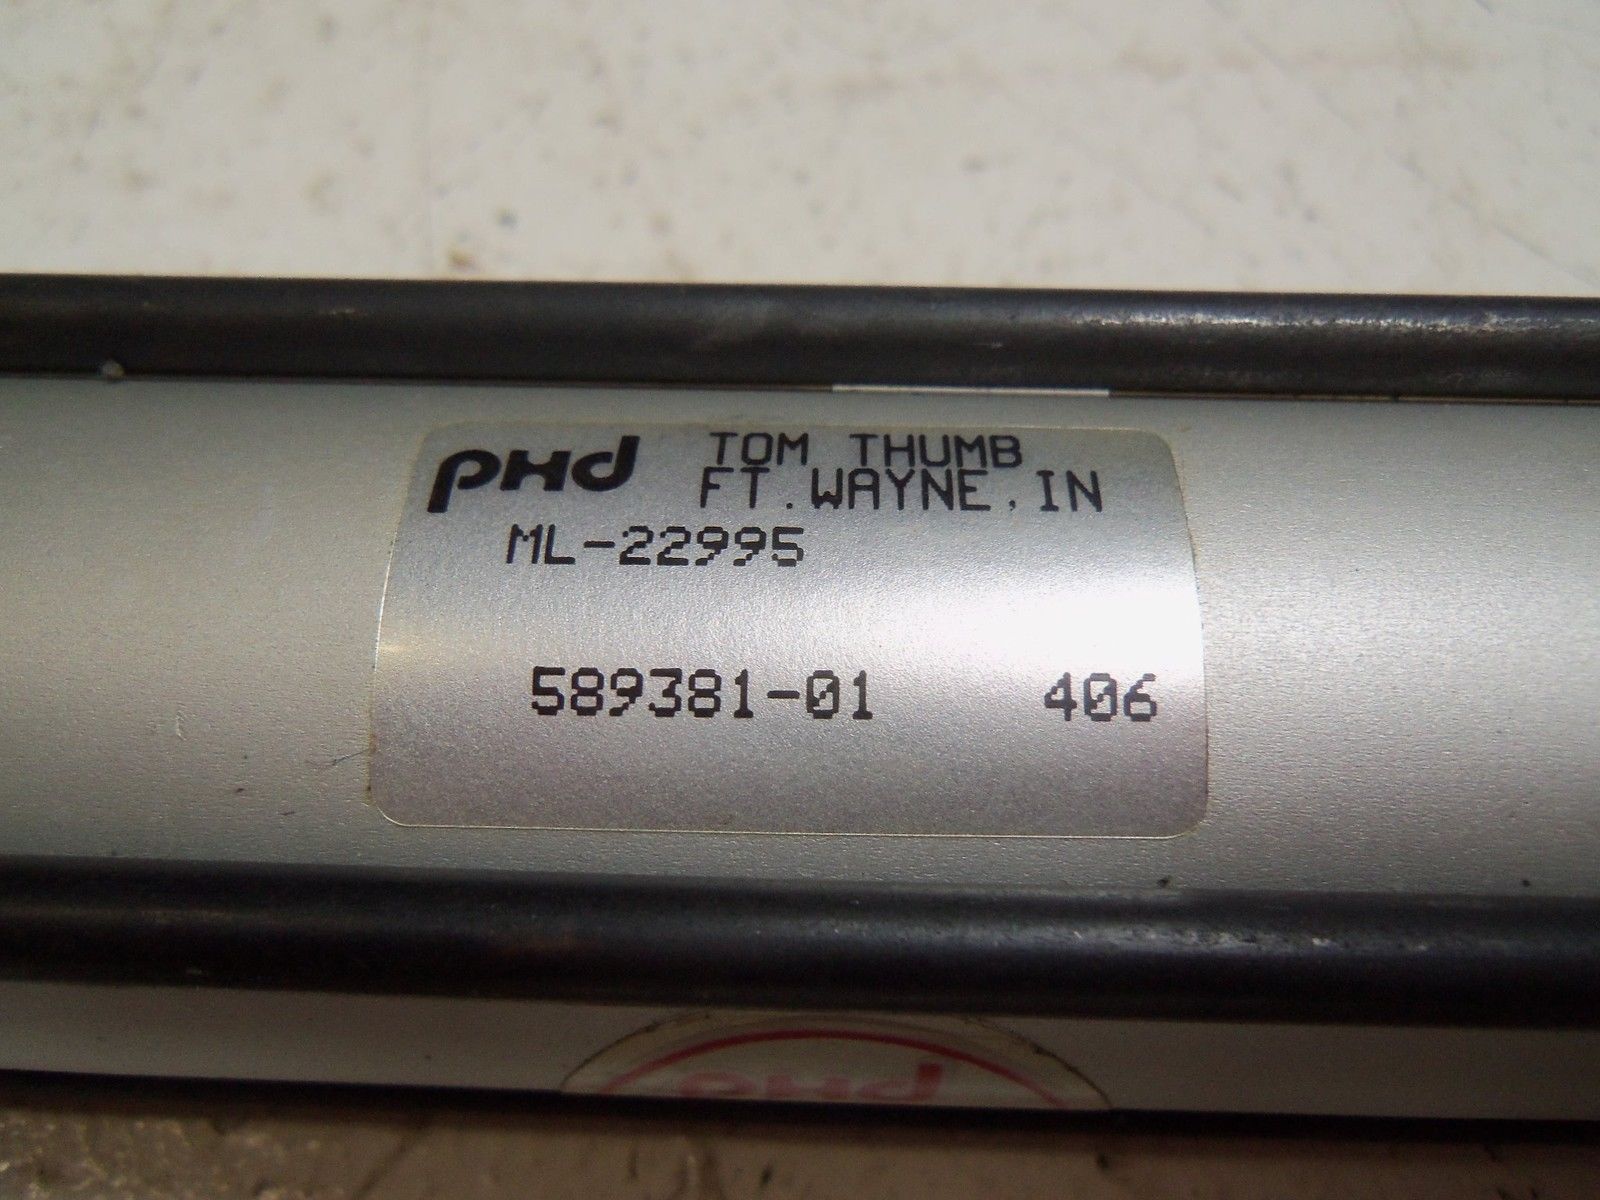 PHD TOM THUMB
FT. WAYNE, IN
ML-22995
589381-01 406
PHD